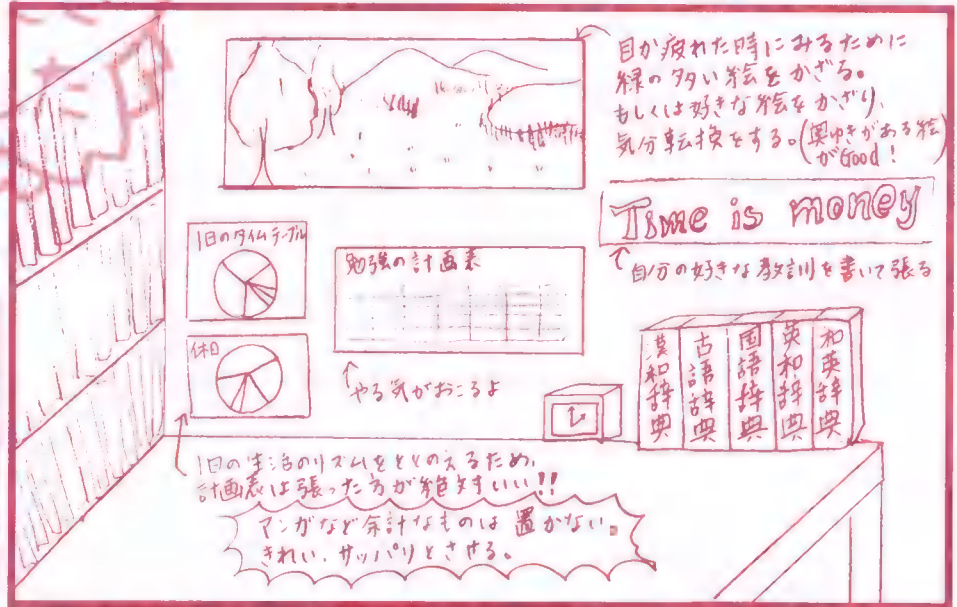 目が疲れた時にみるために
緑の多い絵をかざる。
もしくは好きな絵をかざり、
気分転換をする。(奥ゆきがある絵
がGood!)
Time is money
自分の好きな教訓を書いて張る
1日のタイムテーブル
勉強の計画表
休日
やる気がおこるよ
漢和辞典
古語辞典
国語辞典
英和辞典
和英辞典
1日の生活のリズムをととのえるため、
計画表は張った方が絶対いい!!
マンガなど余計なものは置かない。
きれい、サッパリとさせる。